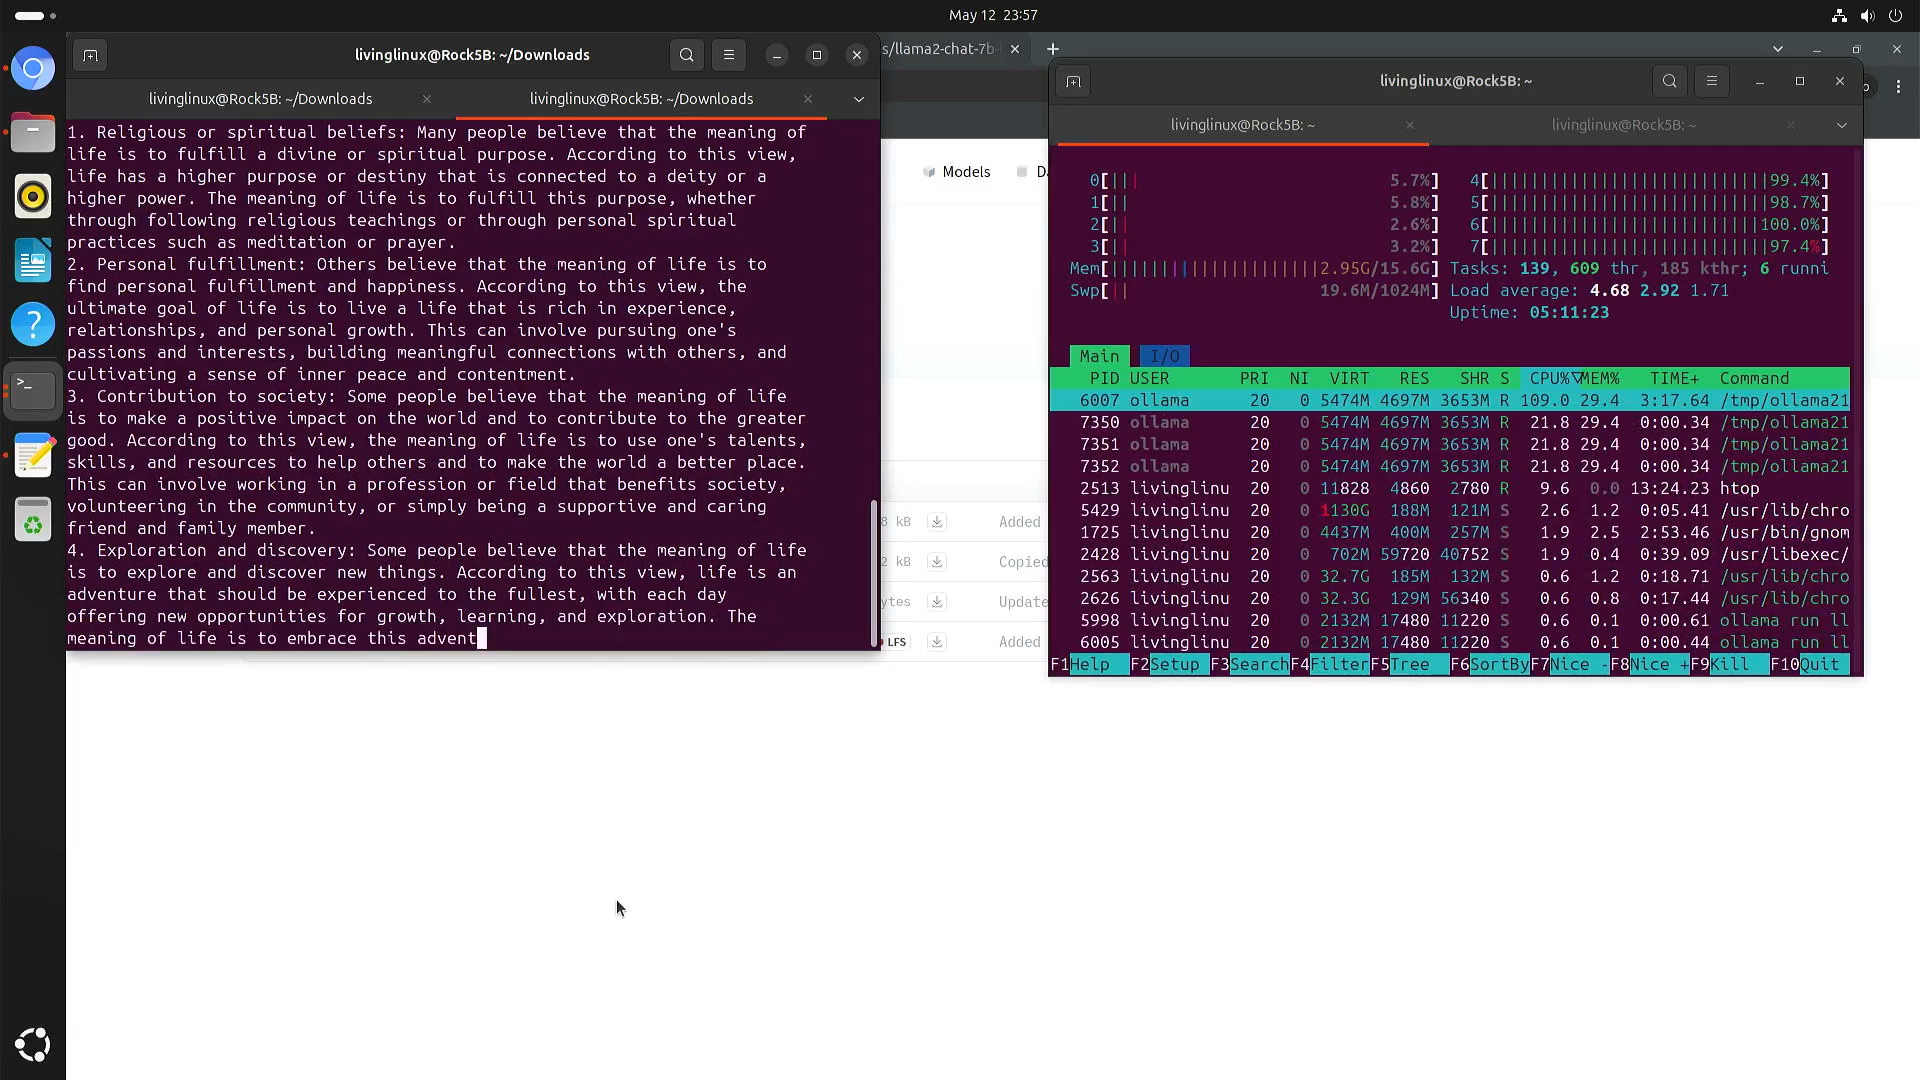 May 12 23:57
livinglinux@Rock5B: ~/Downloads
livinglinux@Rock5B: ~/Downloads
livinglinux@Rock5B: ~/Downloads
1. Religious or spiritual beliefs: Many people believe that the meaning of
life is to fulfill a divine or spiritual purpose. According to this view,
life has a higher purpose or destiny that is connected to a deity or a
higher power. The meaning of life is to fulfill this purpose, whether
through following religious teachings or through personal spiritual
practices such as meditation or prayer.
2. Personal fulfillment: Others believe that the meaning of life is to
find personal fulfillment and happiness. According to this view, the
ultimate goal of life is to live a life that is rich in experience,
relationships, and personal growth. This can involve pursuing one's
passions and interests, building meaningful connections with others, and
cultivating a sense of inner peace and contentment.
3. Contribution to society: Some people believe that the meaning of life
is to make a positive impact on the world and to contribute to the greater
good. According to this view, the meaning of life is to use one's talents,
skills, and resources to help others and to make the world a better place.
This can involve working in a profession or field that benefits society,
volunteering in the community, or simply being a supportive and caring
friend and family member.
4. Exploration and discovery: Some people believe that the meaning of life
is to explore and discover new things. According to this view, life is an
adventure that should be experienced to the fullest, with each day
offering new opportunities for growth, learning, and exploration. The
meaning of life is to embrace this advent
s/llama2-chat-7b-
Models
D
8 kB Added
2 kB Copied
ytes Update
LFS Added
livinglinux@Rock5B: ~
livinglinux@Rock5B: ~
livinglinux@Rock5B: ~
0[|| | 5.7%] 4[||||||||||||||||||||||||||||99.4%]
1[|| 5.8%] 5[||||||||||||||||||||||||||||98.7%]
2[|| 2.6%] 6[||||||||||||||||||||||||||||100.0%]
3[|| 3.2%] 7[||||||||||||||||||||||||||||97.4%]
Mem[|||||||||||||||||||||2.95G/15.6G] Tasks: 139, 609 thr, 185 kthr; 6 runni
Swp[|| 19.6M/1024M] Load average: 4.68 2.92 1.71
Uptime: 05:11:23
Main I/O
PID USER PRI NI VIRT RES SHR S CPU%▽MEM% TIME+ Command
6007 ollama 20 0 5474M 4697M 3653M R 109.0 29.4 3:17.64 /tmp/ollama21
7350 ollama 20 0 5474M 4697M 3653M R 21.8 29.4 0:00.34 /tmp/ollama21
7351 ollama 20 0 5474M 4697M 3653M R 21.8 29.4 0:00.34 /tmp/ollama21
7352 ollama 20 0 5474M 4697M 3653M R 21.8 29.4 0:00.34 /tmp/ollama21
2513 livinglinu 20 0 11828 4860 2780 R 9.6 0.0 13:24.23 htop
5429 livinglinu 20 0 1130G 188M 121M S 2.6 1.2 0:05.41 /usr/lib/chro
1725 livinglinu 20 0 4437M 400M 257M S 1.9 2.5 2:53.46 /usr/bin/gnom
2428 livinglinu 20 0 702M 59720 40752 S 1.9 0.4 0:39.09 /usr/libexec/
2563 livinglinu 20 0 32.7G 185M 132M S 0.6 1.2 0:18.71 /usr/lib/chro
2626 livinglinu 20 0 32.3G 129M 56340 S 0.6 0.8 0:17.44 /usr/lib/chro
5998 livinglinu 20 0 2132M 17480 11220 S 0.6 0.1 0:00.61 ollama run ll
6005 livinglinu 20 0 2132M 17480 11220 S 0.6 0.1 0:00.44 ollama run ll
F1Help F2Setup F3SearchF4FilterF5Tree F6SortByF7Nice -F8Nice +F9Kill F10Quit